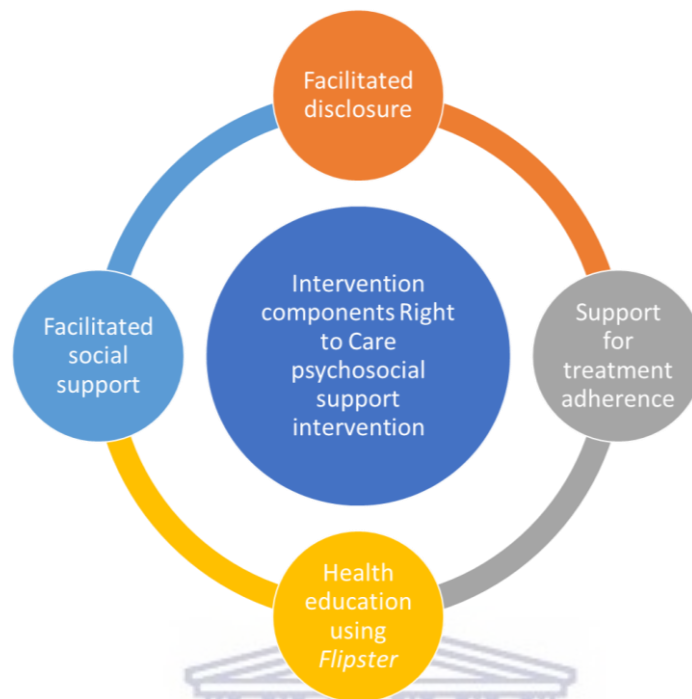 Facilitated
disclosure
Intervention
components Right
to Care
psychosocial
support
intervention
Facilitated
social
support
Support
for
treatment
adherence
Health
education
using
Flipster